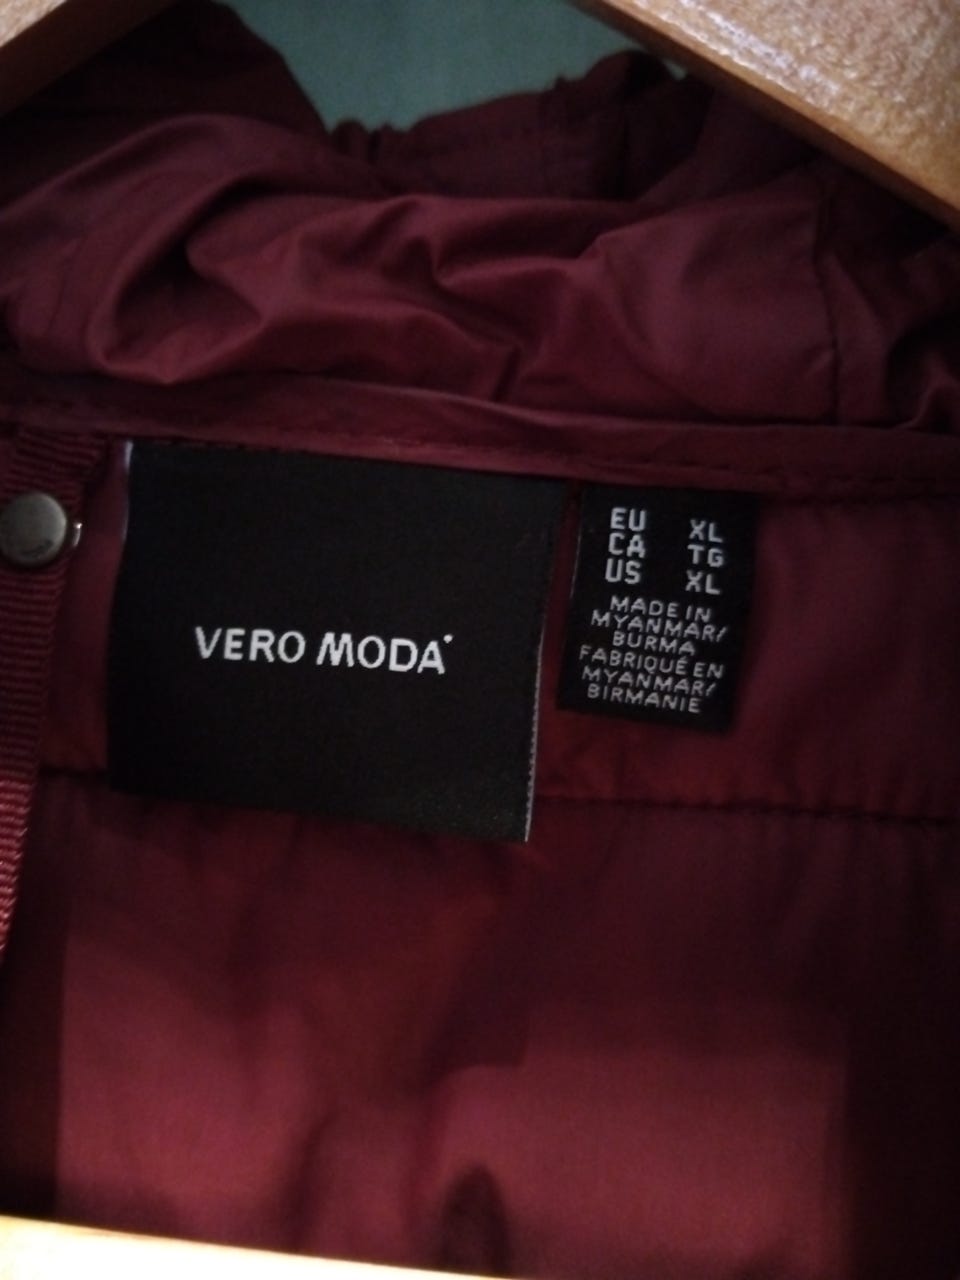 VERO MODA
EU XL
CA TG
US XL
MADE IN
MYANMAR/
BURMA
FABRIQUÉ EN
MYANMAR/
BIRMANIE